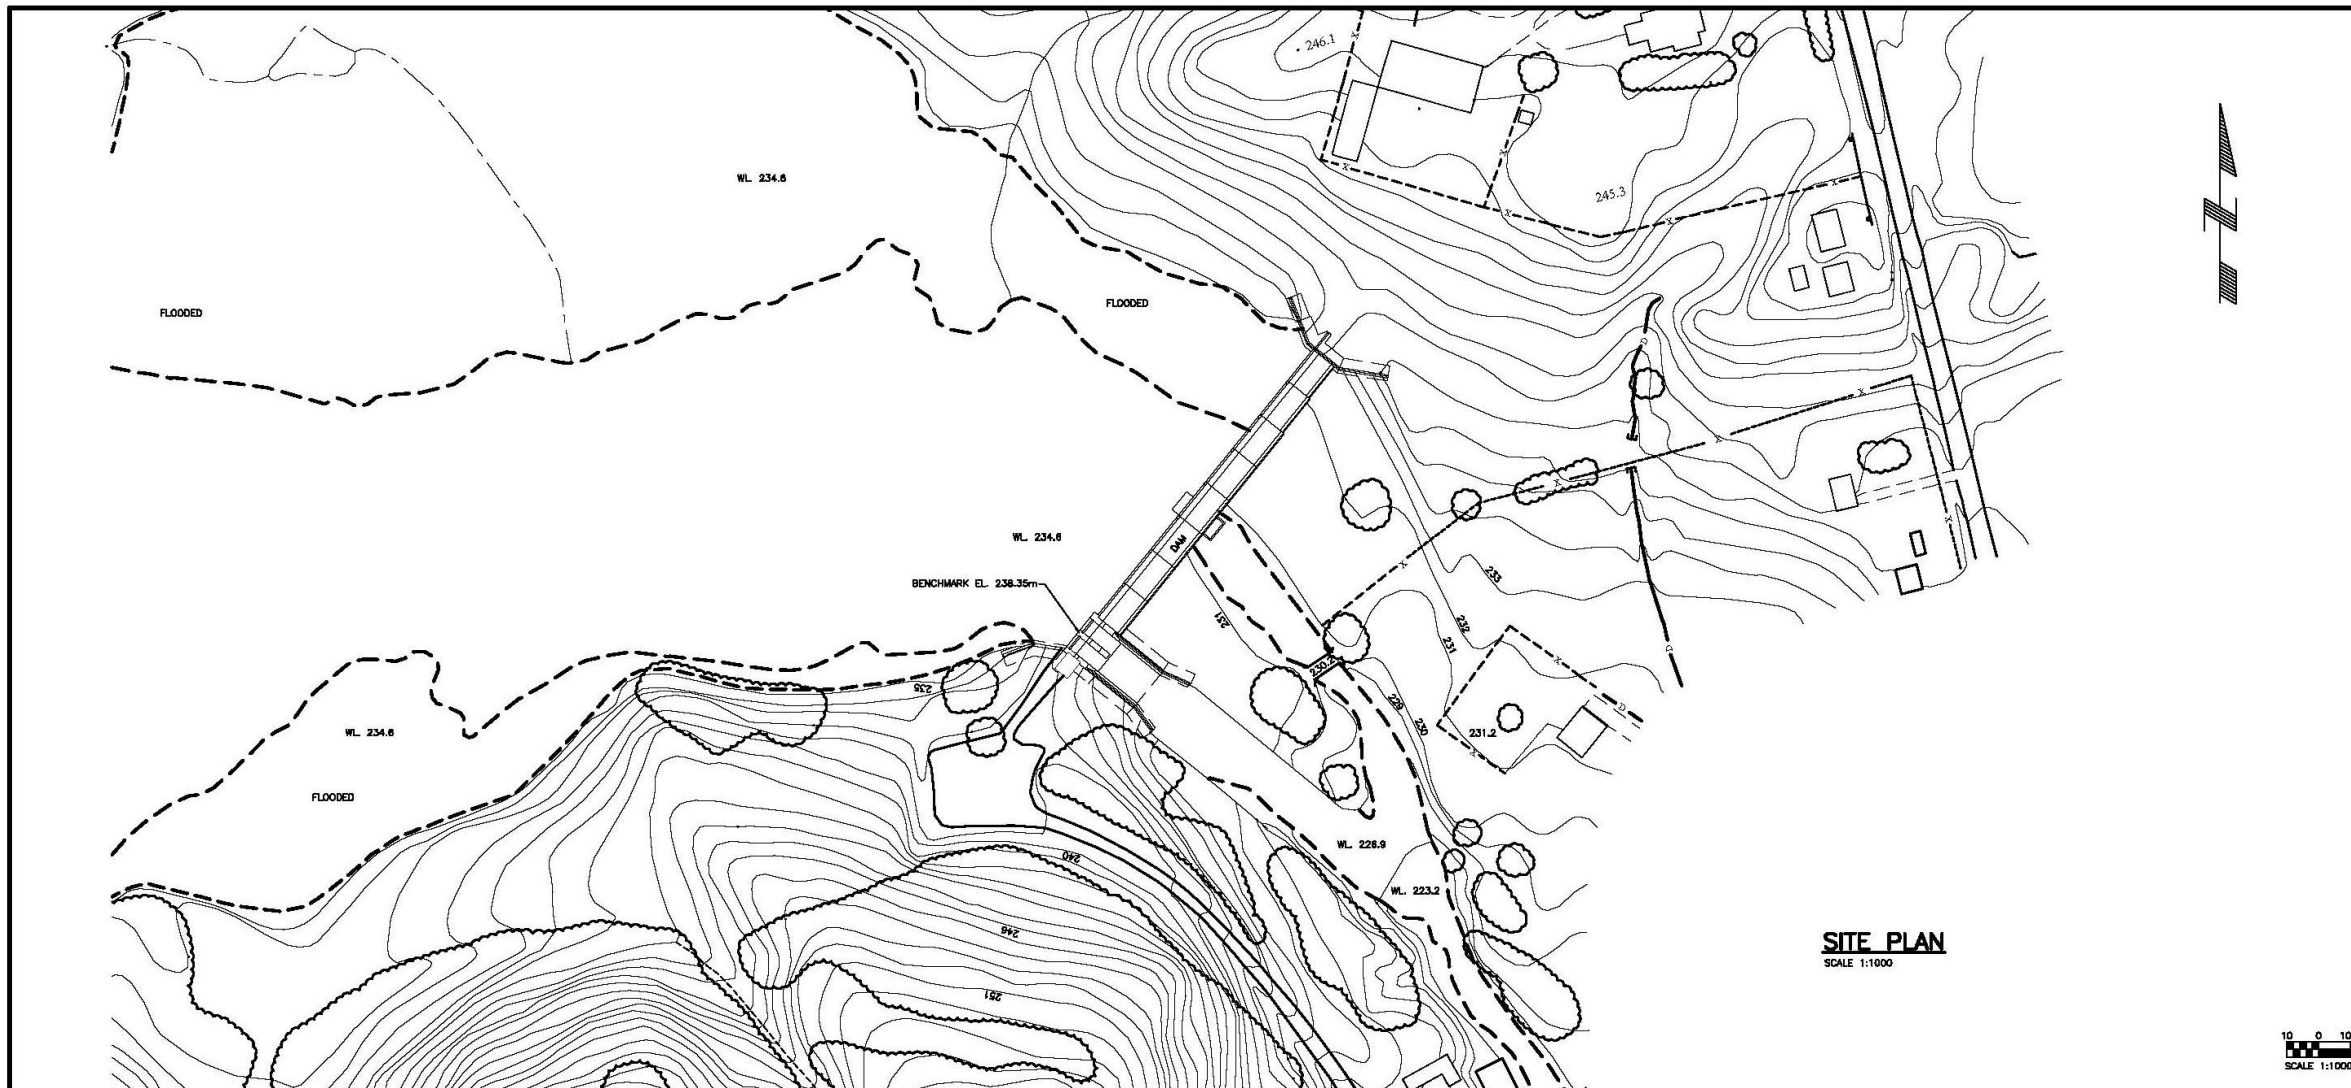 246.1
WL. 234.6
245.3
FLOODED
FLOODED
DAM
WL. 234.6
BENCHMARK EL. 238.35m
233
231
232
231
230.2
235
229
230
231.2
WL. 234.6
FLOODED
WL. 228.9
240
WL. 223.2
246
251
SITE PLAN
SCALE 1:1000
10 0 10
SCALE 1:1000